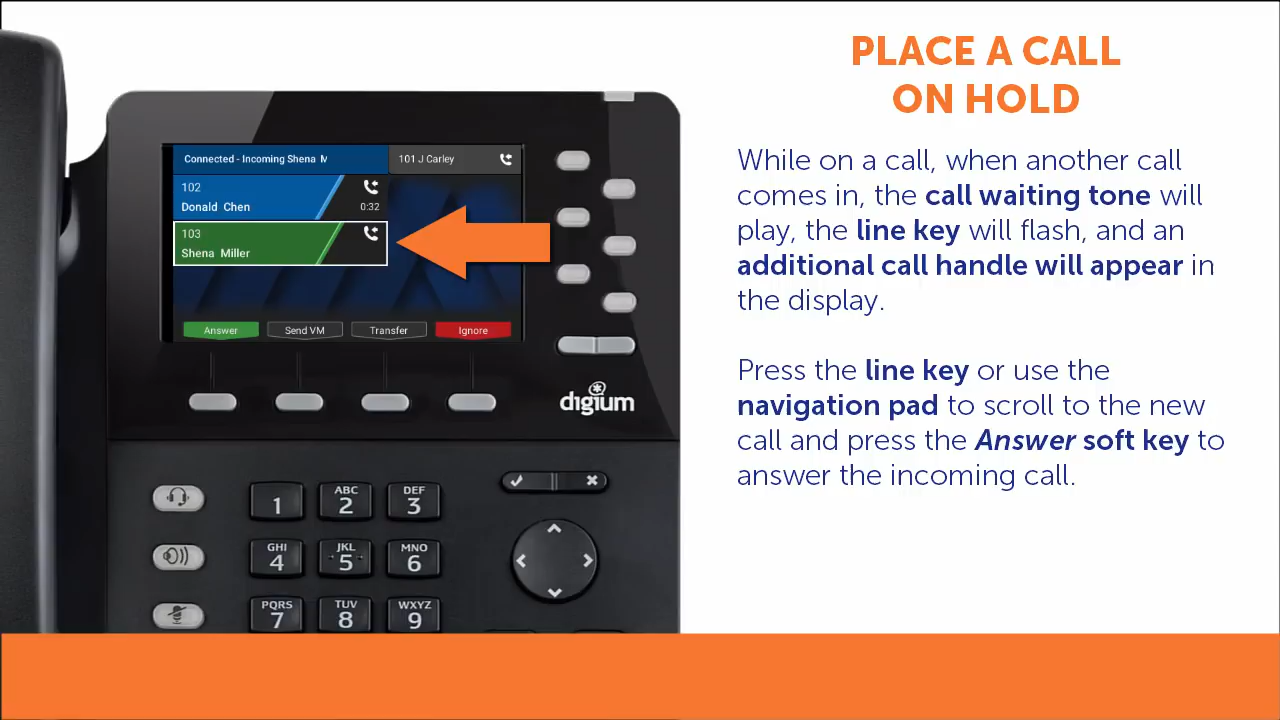 PLACE A CALL
ON HOLD
While on a call, when another call
comes in, the call waiting tone will
play, the line key will flash, and an
additional call handle will appear in
the display.
Press the line key or use the
navigation pad to scroll to the new
call and press the Answer soft key to
answer the incoming call.
Connected - Incoming Shena M
101 J Carley
102
Donald Chen
0:32
103
Shena Miller
Answer
Send VM
Transfer
Ignore
digium
1
ABC
2
DEF
3
GHI
4
JKL
5
MNO
6
PQRS
7
TUV
8
WXYZ
9